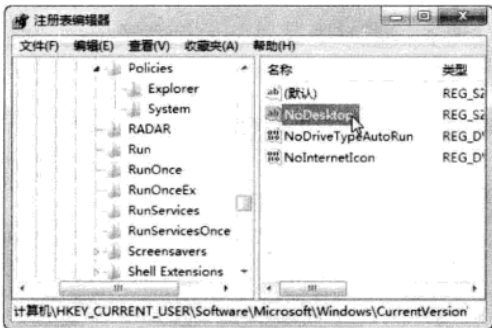 注册表编辑器
文件(F) 编辑(E) 查看(V) 收藏夹(A) 帮助(H)
Policies
Explorer
System
RADAR
Run
RunOnce
RunOnceEx
RunServices
RunServicesOnce
Screensavers
Shell Extensions
名称 类型
(默认) REG_SZ
NoDesktop REG_SZ
NoDriveTypeAutoRun REG_D
NoInternetIcon REG_D
计算机\HKEY_CURRENT_USER\Software\Microsoft\Windows\CurrentVersion